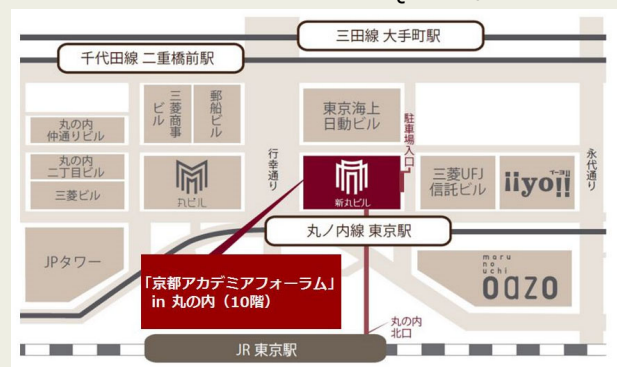 三田線 大手町駅
千代田線 二重橋前駅
丸の内
仲通りビル
三菱商事
ビル
郵船ビル
東京海上
日動ビル
駐車場入口
行幸通り
永代通り
丸の内
二丁目ビル
三菱ビル
丸ビル
新丸ビル
三菱UFJ
信託ビル
イーヨ!!
iiyo!!
丸ノ内線 東京駅
JPタワー
「京都アカデミアフォーラム」
in 丸の内（10階）
maru
no
uchi
oazo
丸の内
北口
JR 東京駅